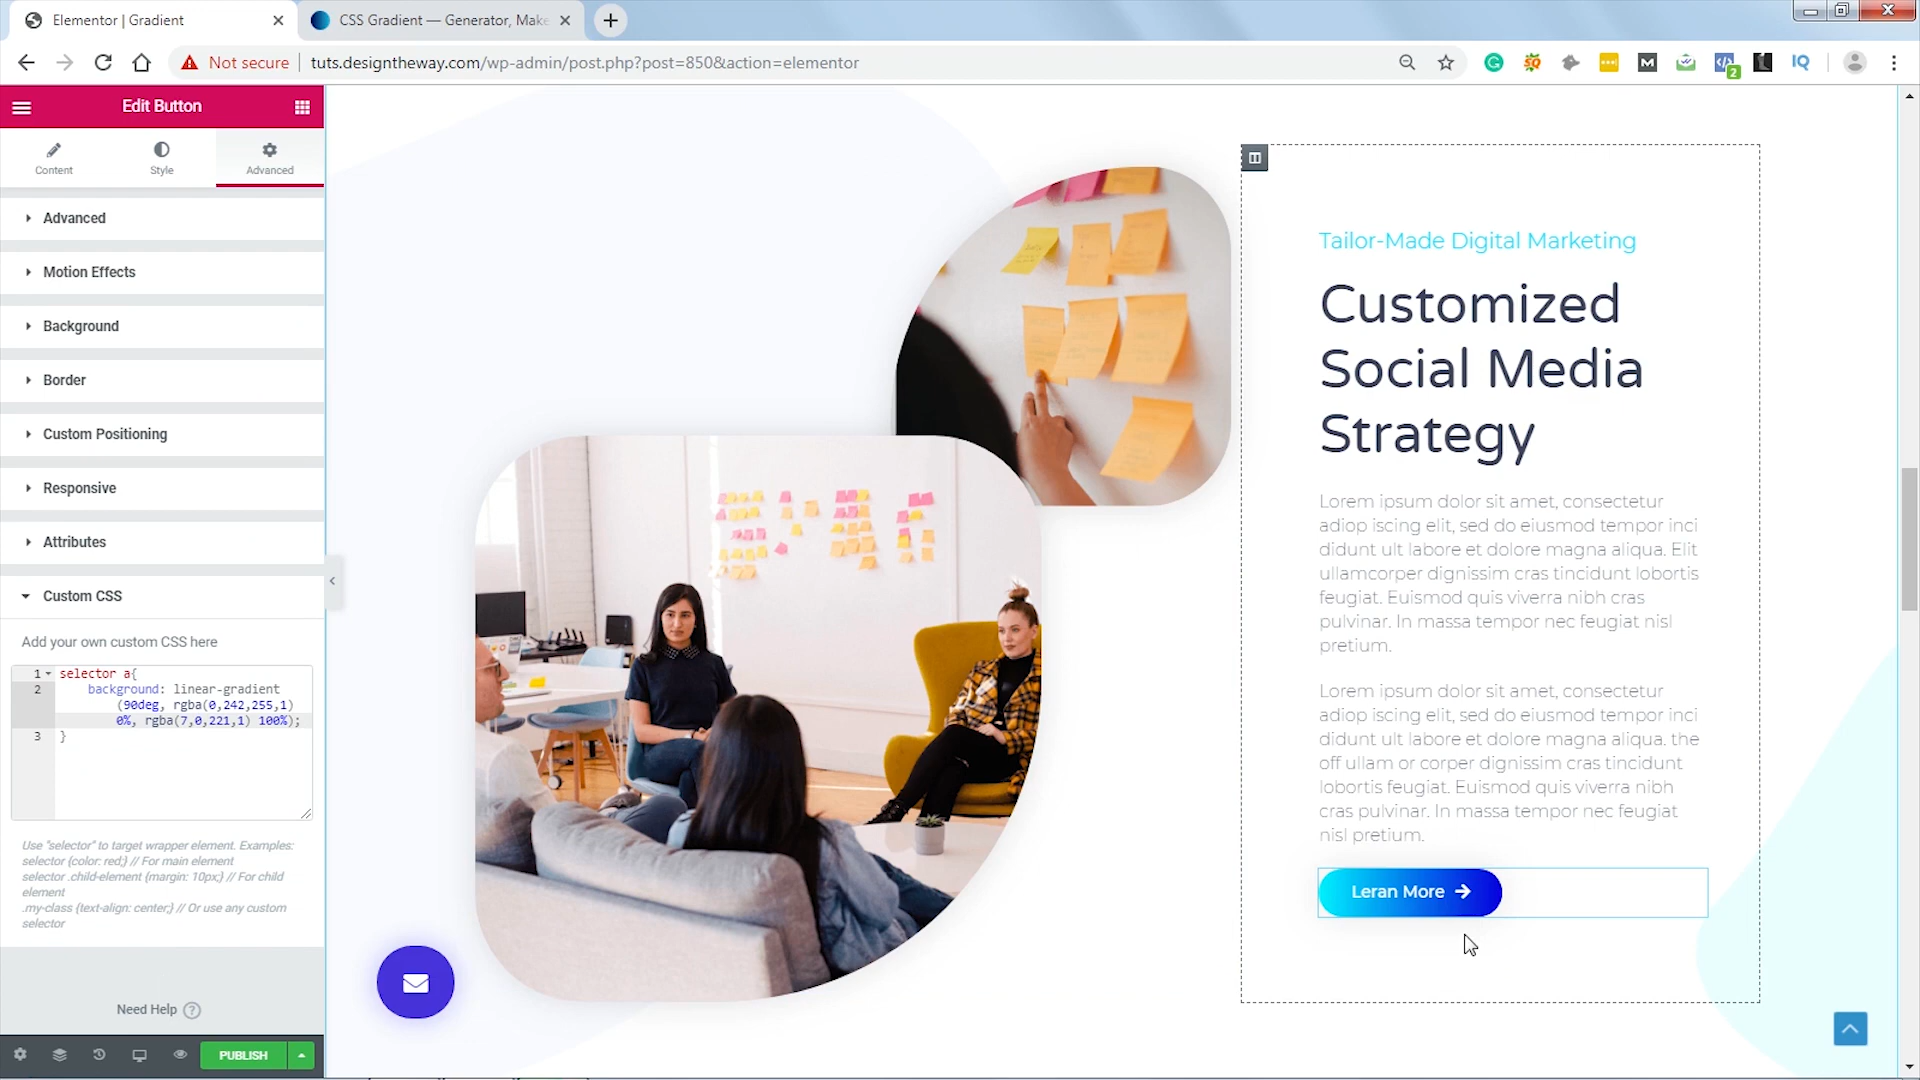 Elementor | Gradient
CSS Gradient — Generator, Make
Not secure
tuts.designtheway.com/wp-admin/post.php?post=850&action=elementor
M
2
IQ
Edit Button
Content
Style
Advanced
Advanced
Motion Effects
Background
Border
Custom Positioning
Responsive
Attributes
Custom CSS
Add your own custom CSS here
1 selector a{
2 background: linear-gradient
(90deg, rgba(0,242,255,1)
0%, rgba(7,0,221,1) 100%);
3 }
Use "selector" to target wrapper element. Examples:
selector {color: red;} // For main element
selector .child-element {margin: 10px;} // For child
element
.my-class {text-align: center;} // Or use any custom
selector
Need Help ?
PUBLISH
Tailor-Made Digital Marketing
Customized
Social Media
Strategy
Lorem ipsum dolor sit amet, consectetur
adiop iscing elit, sed do eiusmod tempor inci
didunt ult labore et dolore magna aliqua. Elit
ullamcorper dignissim cras tincidunt lobortis
feugiat. Euismod quis viverra nibh cras
pulvinar. In massa tempor nec feugiat nisl
pretium.
Lorem ipsum dolor sit amet, consectetur
adiop iscing elit, sed do eiusmod tempor inci
didunt ult labore et dolore magna aliqua. the
off ullam or corper dignissim cras tincidunt
lobortis feugiat. Euismod quis viverra nibh
cras pulvinar. In massa tempor nec feugiat
nisl pretium.
Leran More